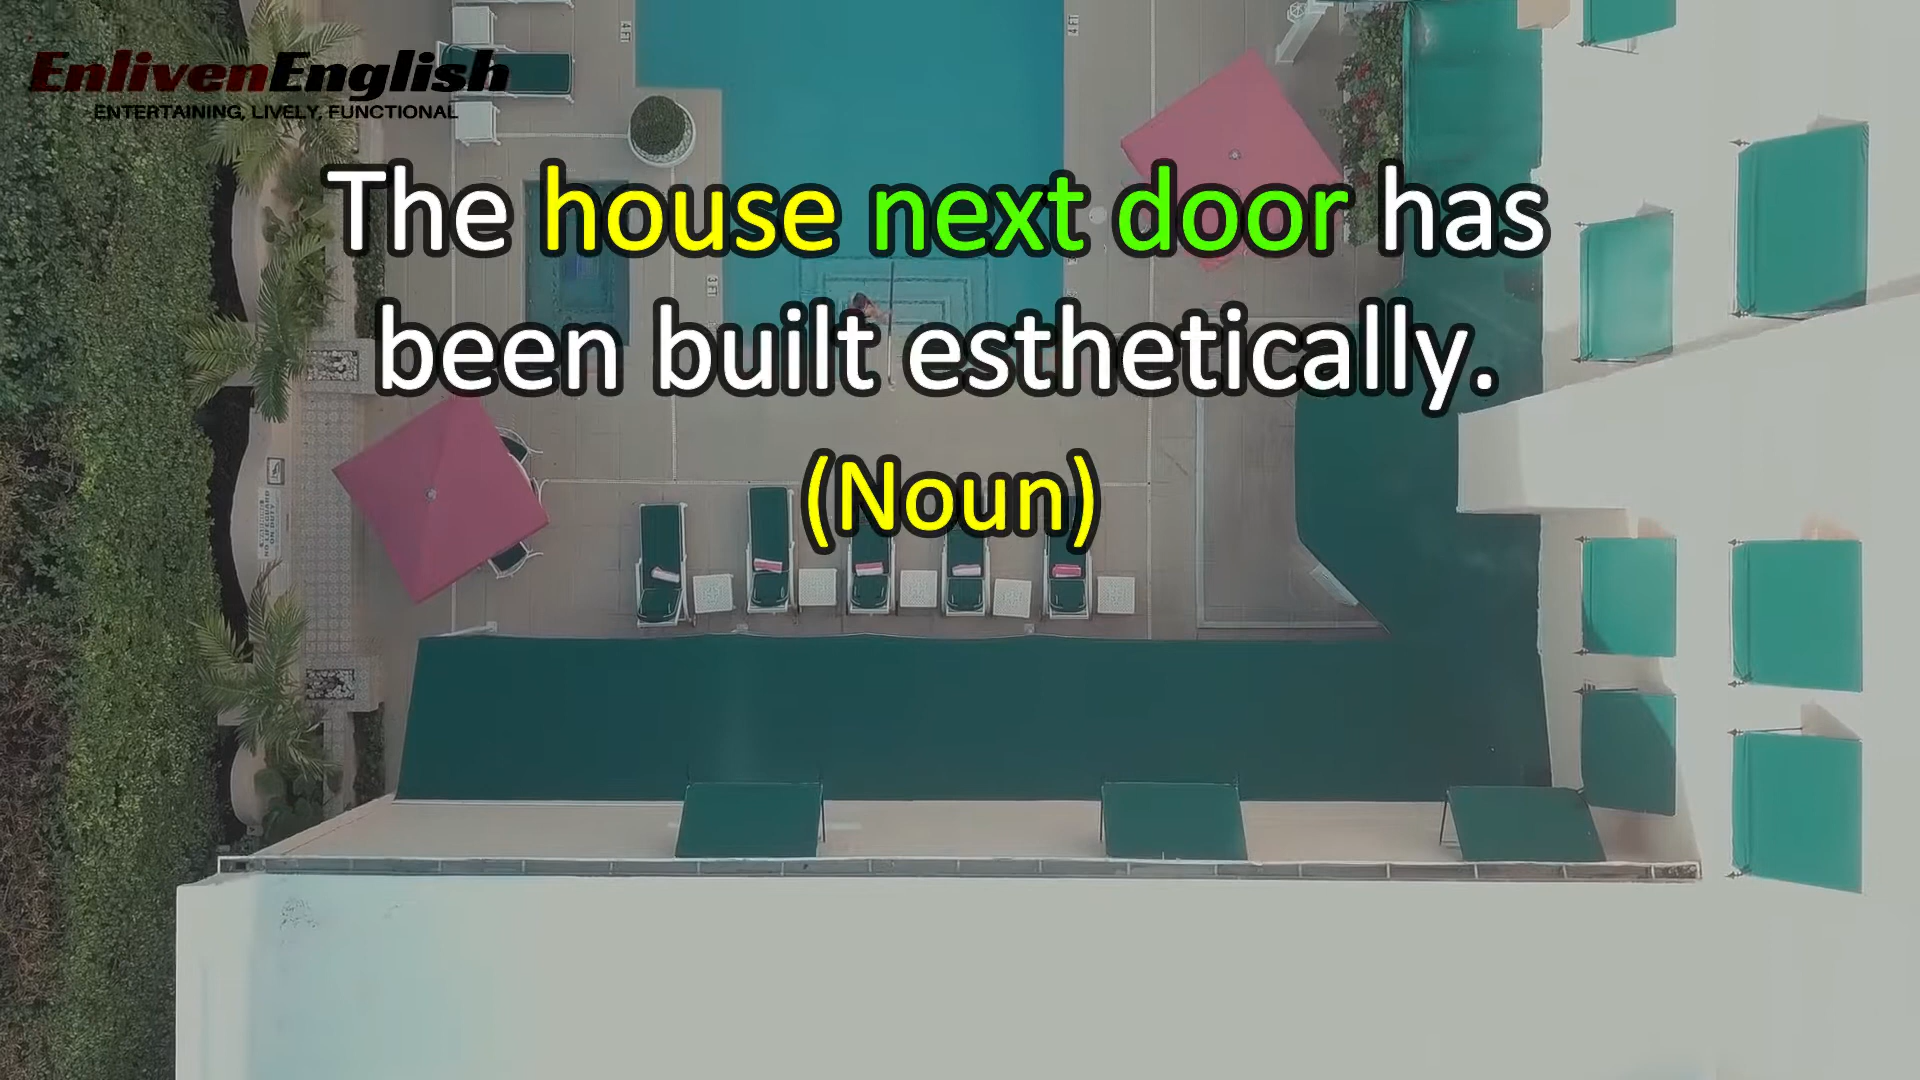 EnlivenEnglish
ENTERTAINING, LIVELY, FUNCTIONAL
The house next door has
been built esthetically.
(Noun)